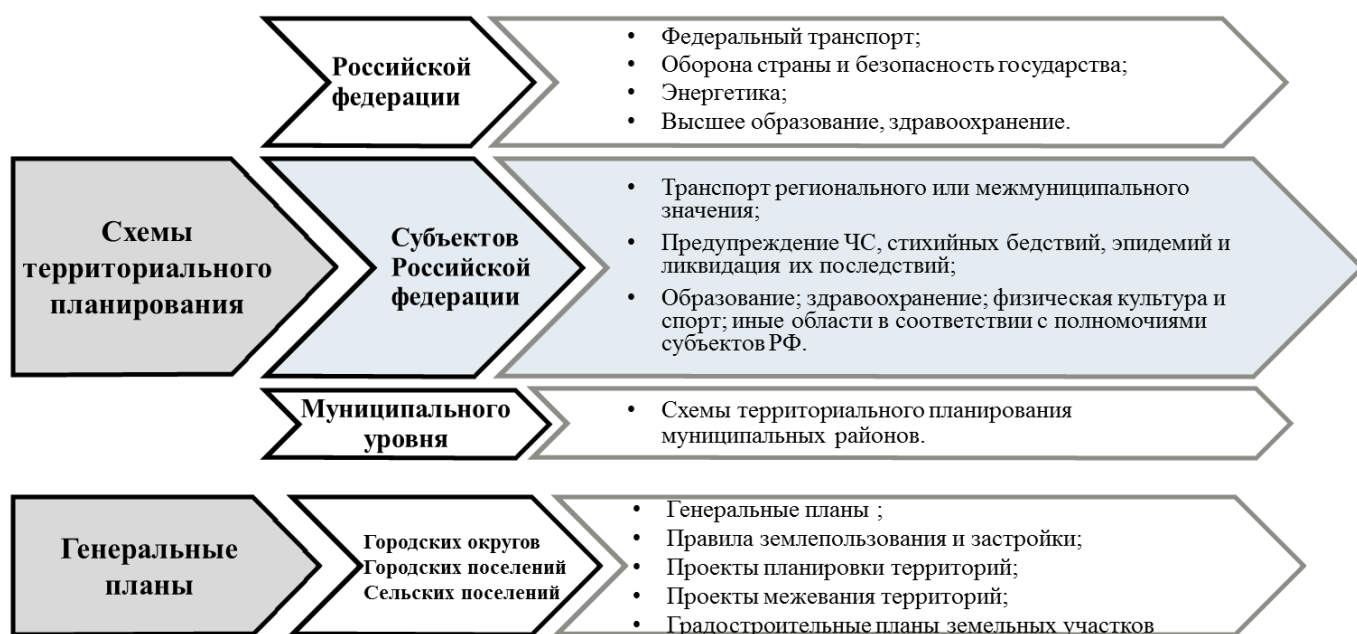 Российской
федерации
• Федеральный транспорт;
• Оборона страны и безопасность государства;
• Энергетика;
• Высшее образование, здравоохранение.
Схемы
территориального
планирования
Субъектов
Российской
федерации
• Транспорт регионального или межмуниципального
значения;
• Предупреждение ЧС, стихийных бедствий, эпидемий и
ликвидация их последствий;
• Образование; здравоохранение; физическая культура и
спорт; иные области в соответствии с полномочиями
субъектов РФ.
Муниципального
уровня
• Схемы территориального планирования
муниципальных районов.
Генеральные
планы
Городских округов
Городских поселений
Сельских поселений
• Генеральные планы ;
• Правила землепользования и застройки;
• Проекты планировки территорий;
• Проекты межевания территорий;
• Градостроительные планы земельных участков